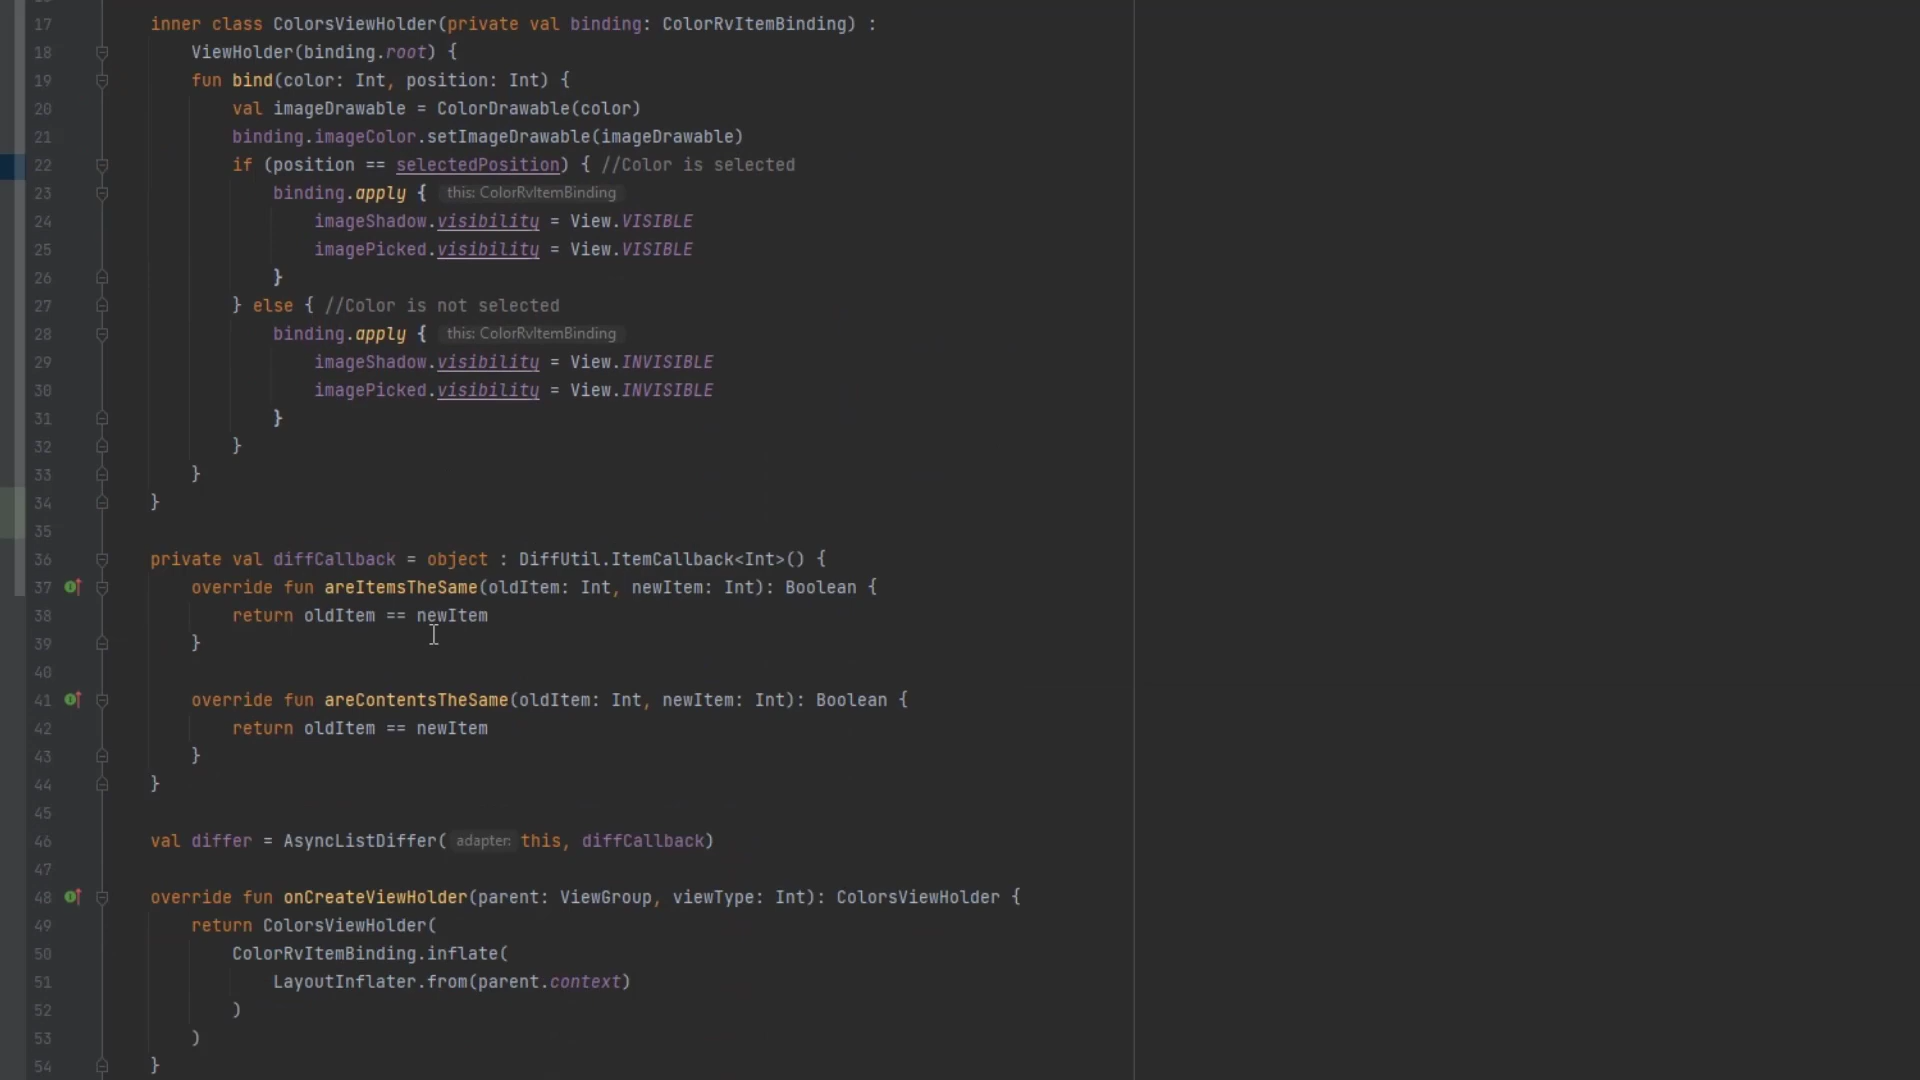 17 inner class ColorsViewHolder(private val binding: ColorRvItemBinding) :
18 ViewHolder(binding.root) {
19 fun bind(color: Int, position: Int) {
20 val imageDrawable = ColorDrawable(color)
21 binding.imageColor.setImageDrawable(imageDrawable)
22 if (position == selectedPosition) { //Color is selected
23 binding.apply { this: ColorRvItemBinding
24 imageShadow.visibility = View.VISIBLE
25 imagePicked.visibility = View.VISIBLE
26 }
27 } else { //Color is not selected
28 binding.apply { this: ColorRvItemBinding
29 imageShadow.visibility = View.INVISIBLE
30 imagePicked.visibility = View.INVISIBLE
31 }
32 }
33 }
34 }
35
36 private val diffCallback = object : DiffUtil.ItemCallback<Int>() {
37 override fun areItemsTheSame(oldItem: Int, newItem: Int): Boolean {
38 return oldItem == newItem
39 }
40
41 override fun areContentsTheSame(oldItem: Int, newItem: Int): Boolean {
42 return oldItem == newItem
43 }
44 }
45
46 val differ = AsyncListDiffer( adapter: this, diffCallback)
47
48 override fun onCreateViewHolder(parent: ViewGroup, viewType: Int): ColorsViewHolder {
49 return ColorsViewHolder(
50 ColorRvItemBinding.inflate(
51 LayoutInflater.from(parent.context)
52 )
53 )
54 }